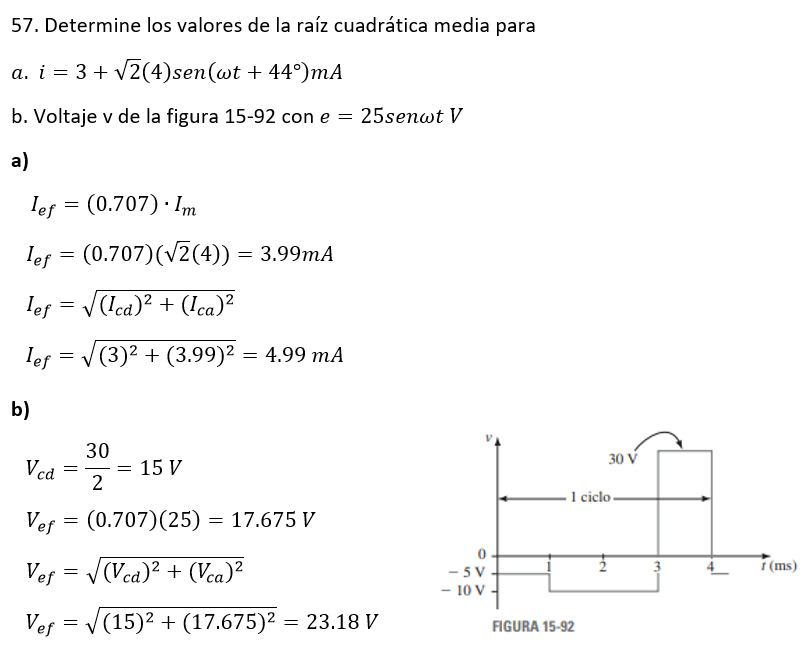 57. Determine los valores de la raíz cuadrática media para
a. i = 3 + √2(4)sen(ωt + 44°)mA
b. Voltaje v de la figura 15-92 con e = 25senωt V
a)
I_ef = (0.707) · I_m
I_ef = (0.707)(√2(4)) = 3.99mA
I_ef = √((I_cd)² + (I_ca)²)
I_ef = √((3)² + (3.99)²) = 4.99 mA
b)
V_cd = 30/2 = 15 V
V_ef = (0.707)(25) = 17.675 V
V_ef = √((V_cd)² + (V_ca)²)
V_ef = √((15)² + (17.675)²) = 23.18 V
v
30 V
1 ciclo
0
1 2 3 4 t (ms)
− 5 V
− 10 V
FIGURA 15-92